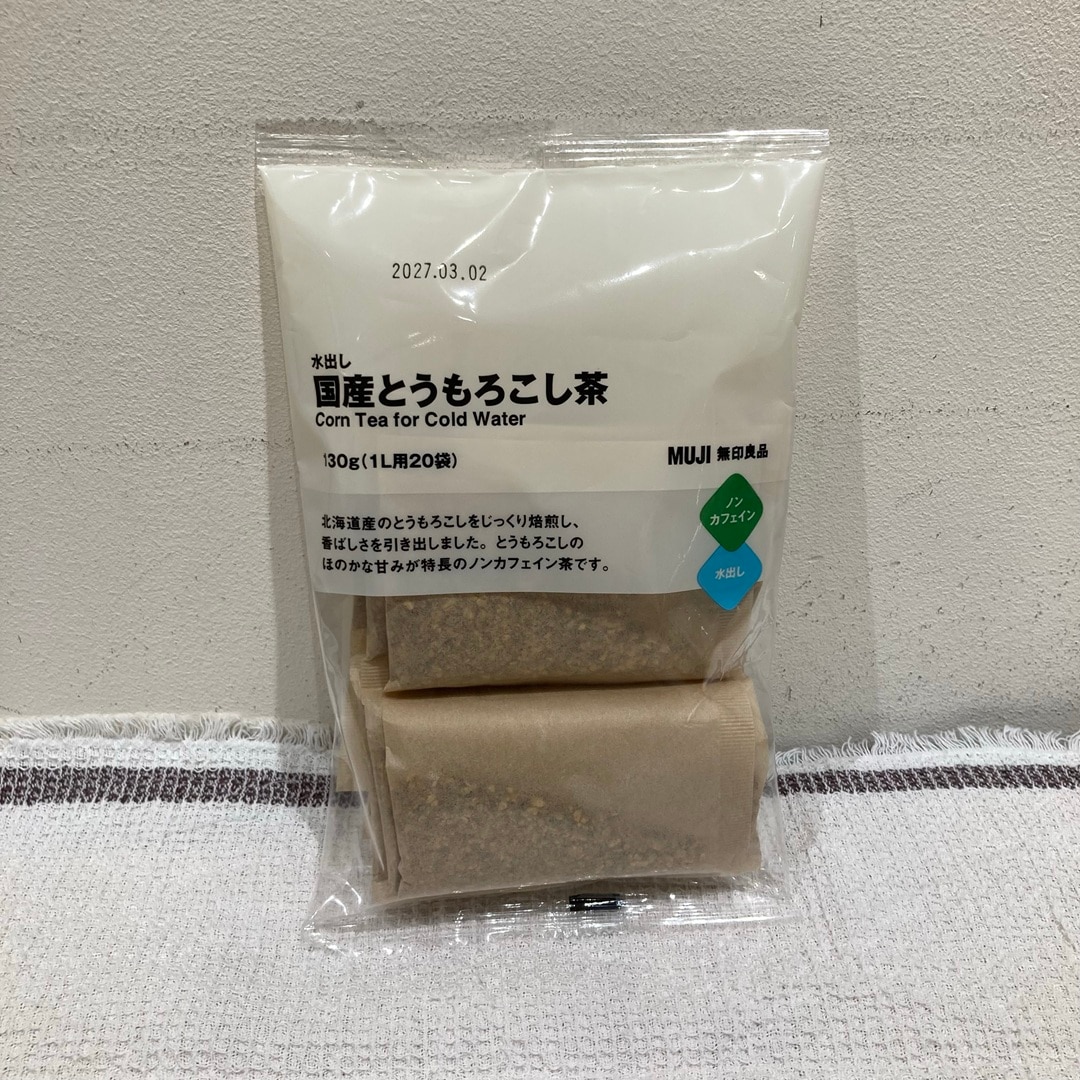 2027.03.02
水出し
国産とうもろこし茶
Corn Tea for Cold Water
130g(1L用20袋)
MUJI 無印良品
ノン
カフェイン
水出し
北海道産のとうもろこしをじっくり焙煎し、
香ばしさを引き出しました。とうもろこしの
ほのかな甘みが特長のノンカフェイン茶です。